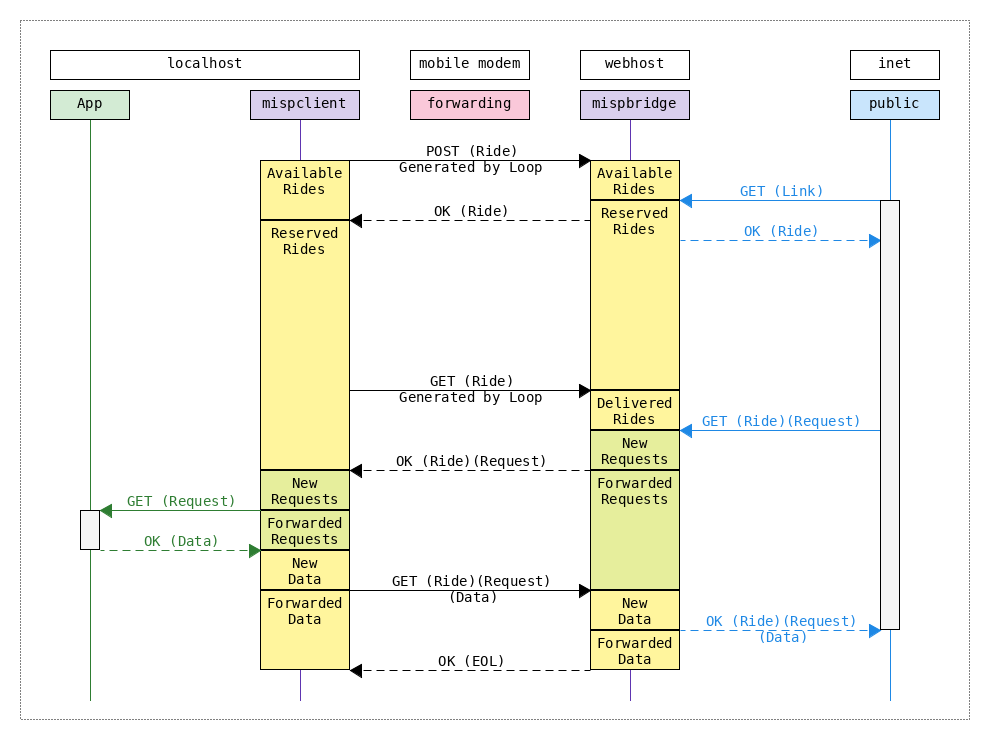 localhost
mobile modem
webhost
inet
App
mispclient
forwarding
mispbridge
public
POST (Ride)
Generated by Loop
Available
Rides
Available
Rides
GET (Link)
OK (Ride)
Reserved
Rides
Reserved
Rides
OK (Ride)
GET (Ride)
Generated by Loop
Delivered
Rides
GET (Ride)(Request)
New
Requests
OK (Ride)(Request)
New
Requests
Forwarded
Requests
GET (Request)
Forwarded
Requests
OK (Data)
New
Data
GET (Ride)(Request)
(Data)
Forwarded
Data
New
Data
OK (Ride)(Request)
(Data)
Forwarded
Data
OK (EOL)